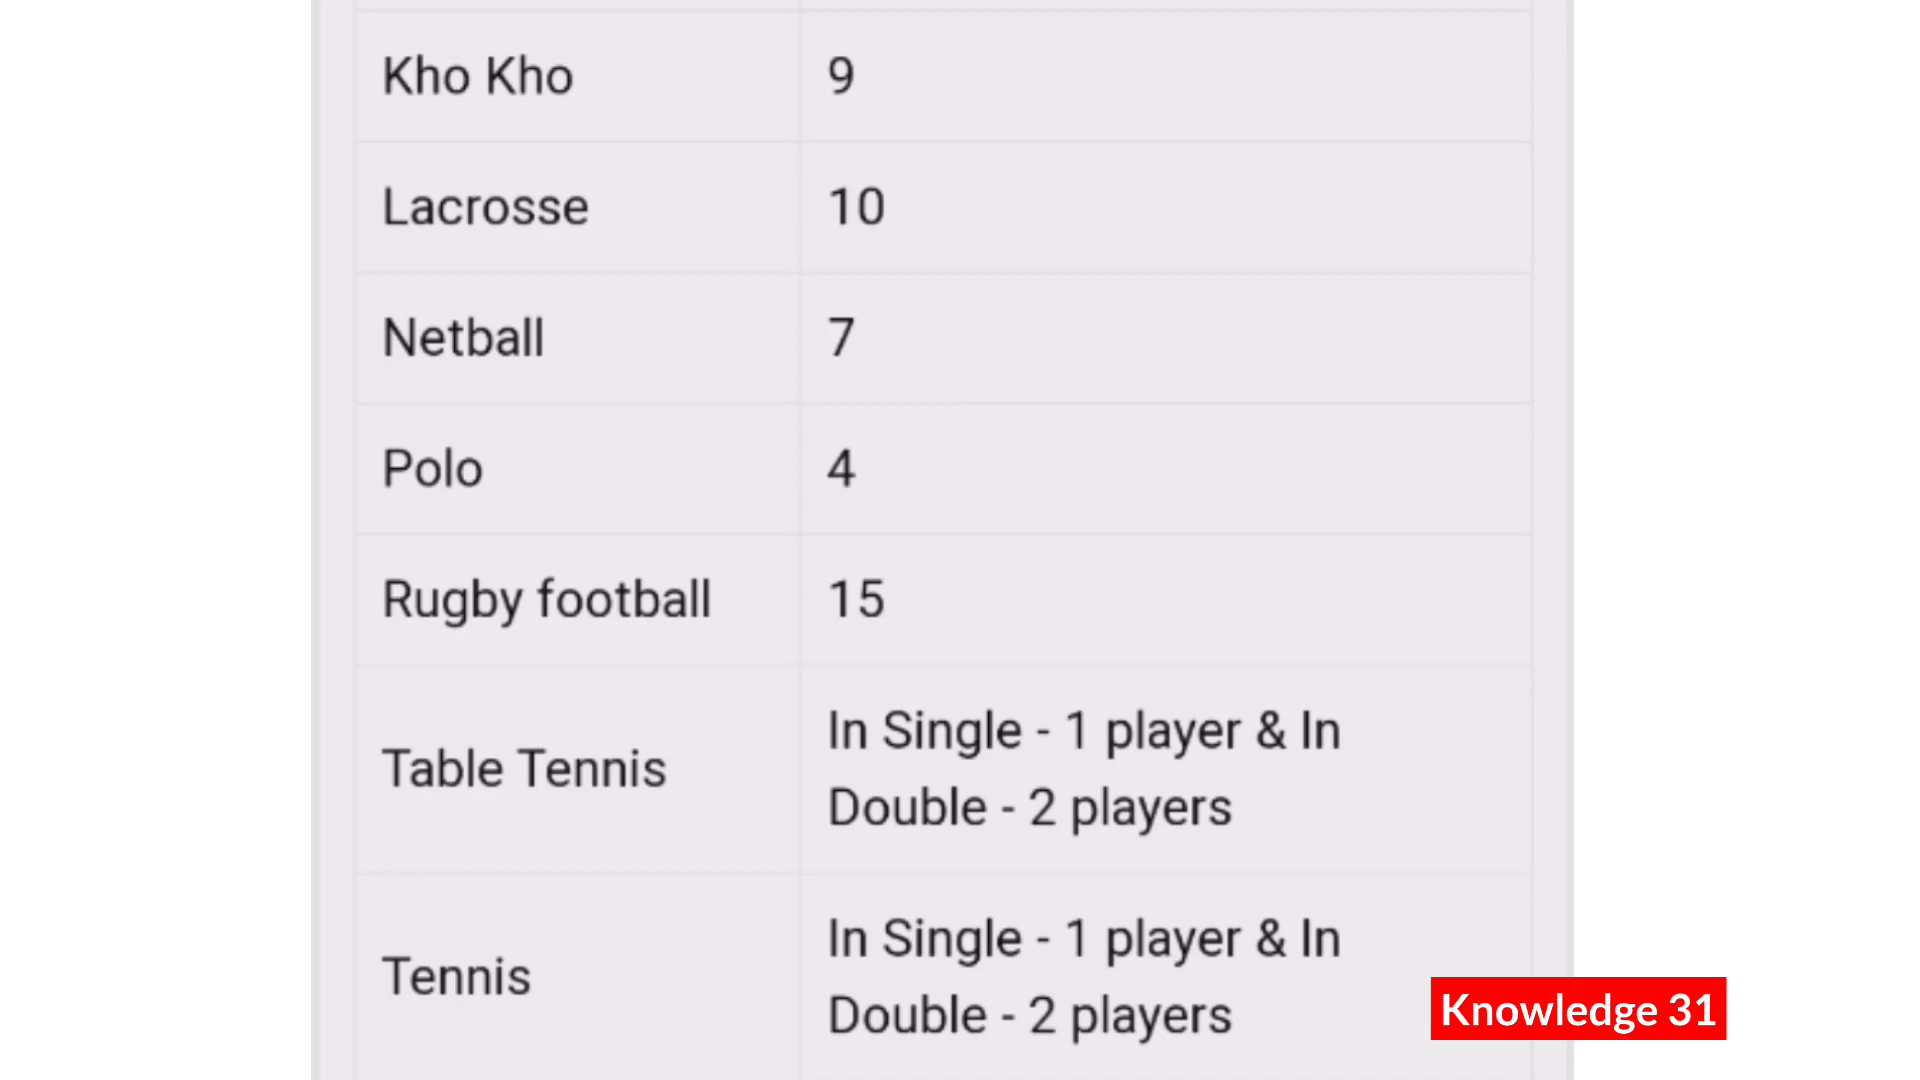 Kho Kho 9
Lacrosse 10
Netball 7
Polo 4
Rugby football 15
Table Tennis In Single - 1 player & In
Double - 2 players
Tennis In Single - 1 player & In
Double - 2 players
Knowledge 31